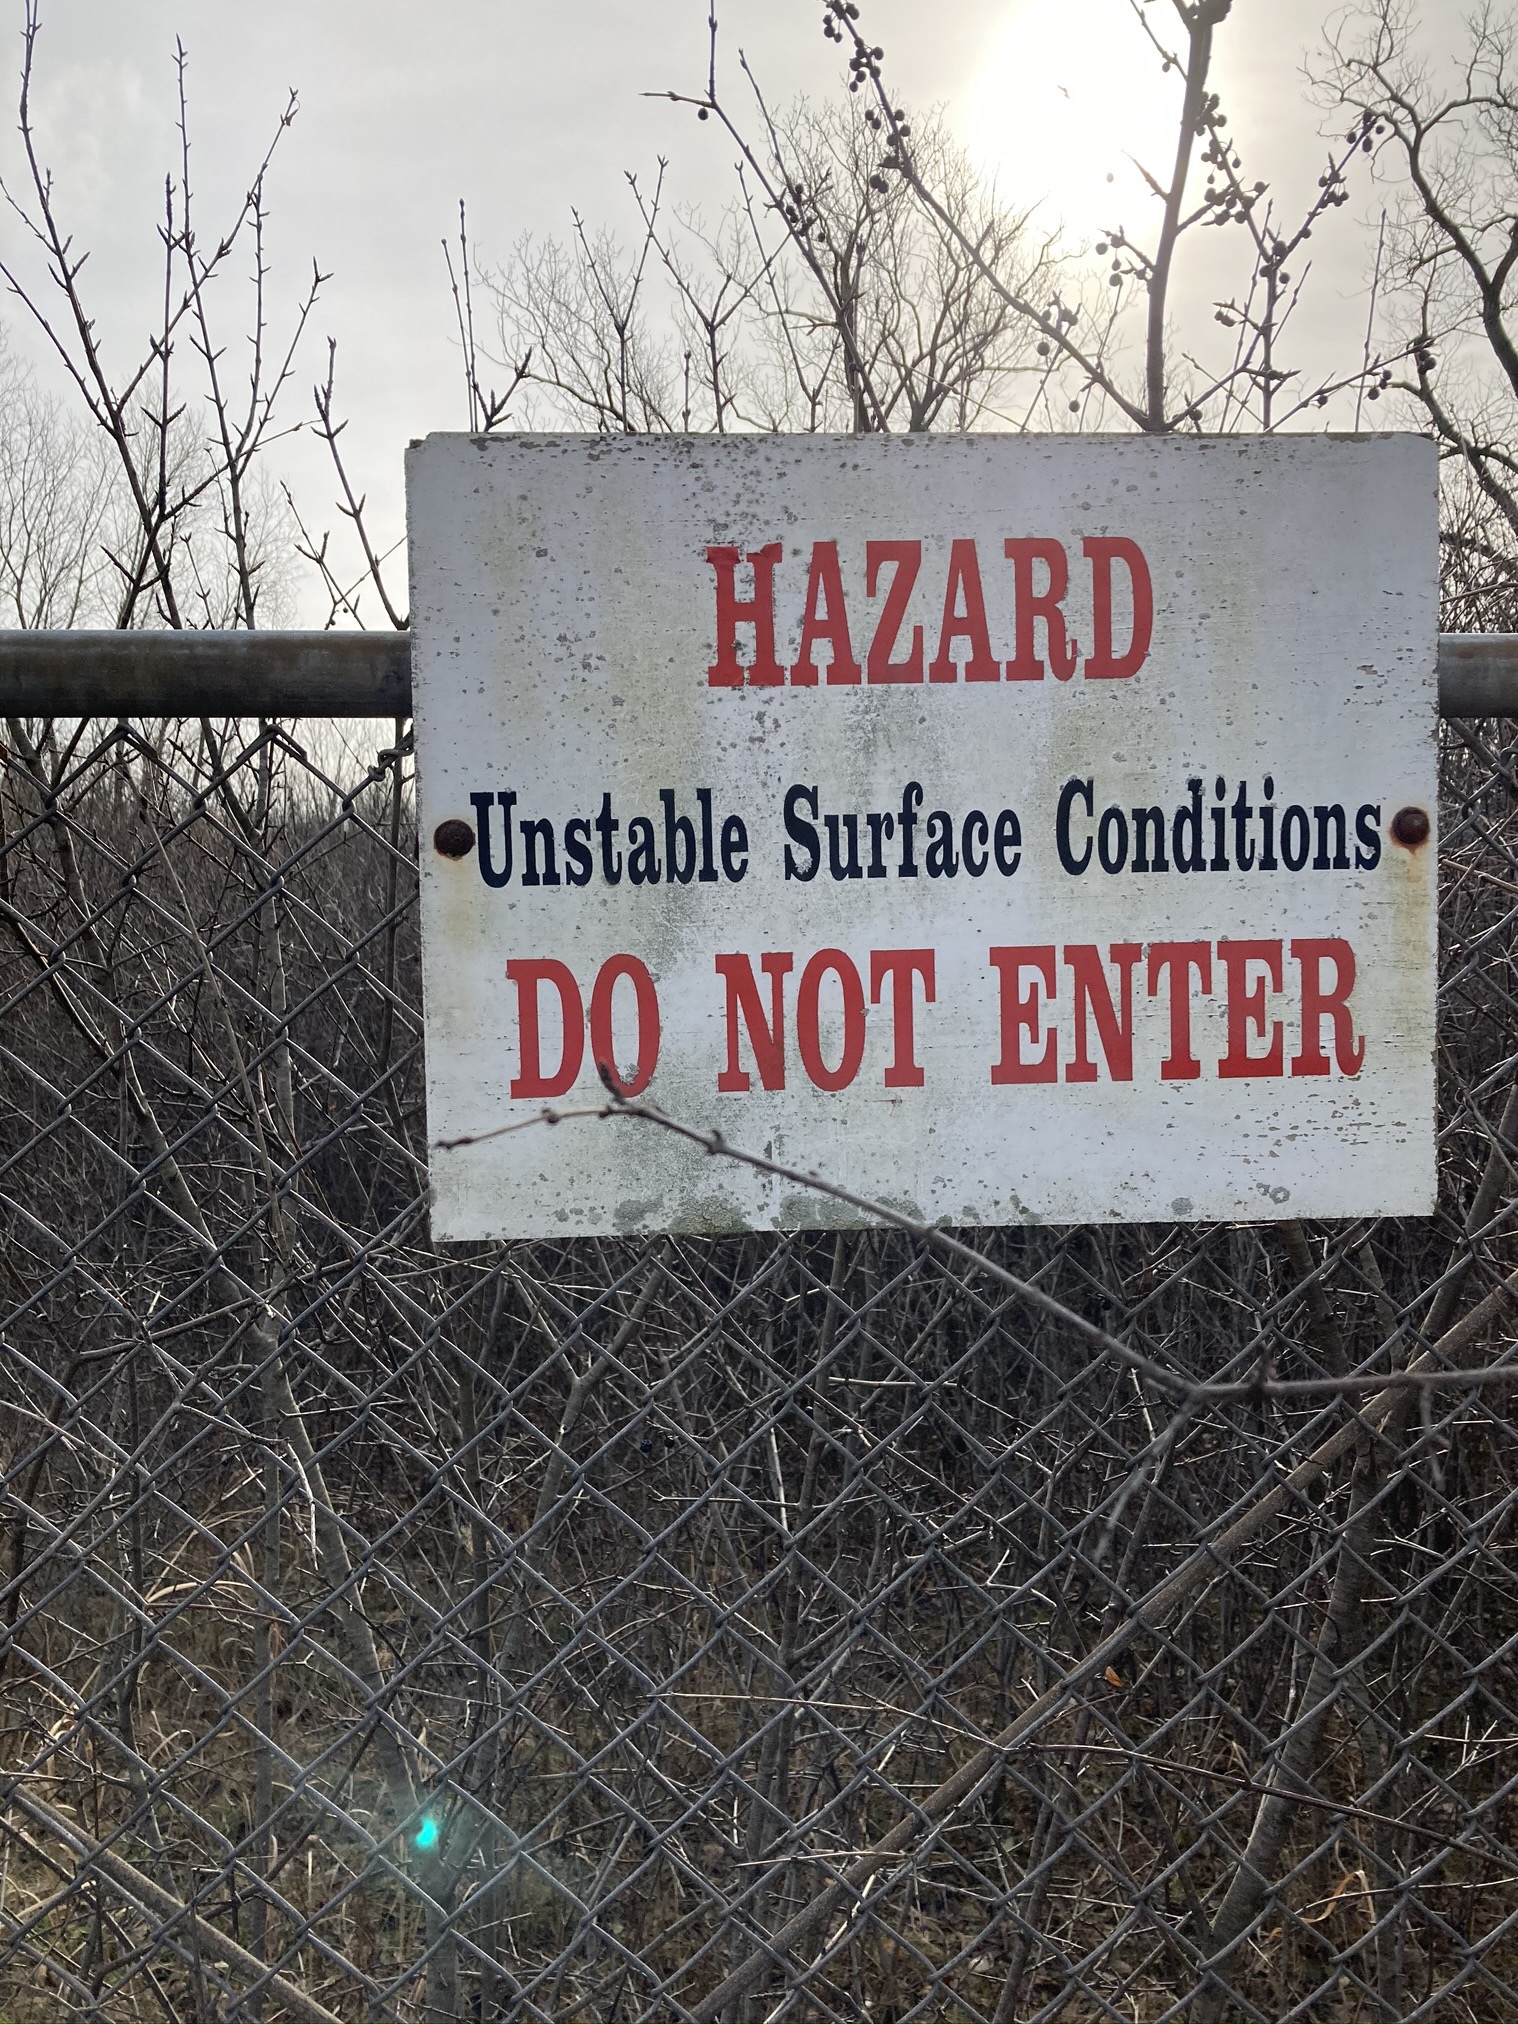 HAZARD
Unstable Surface Conditions
DO NOT ENTER